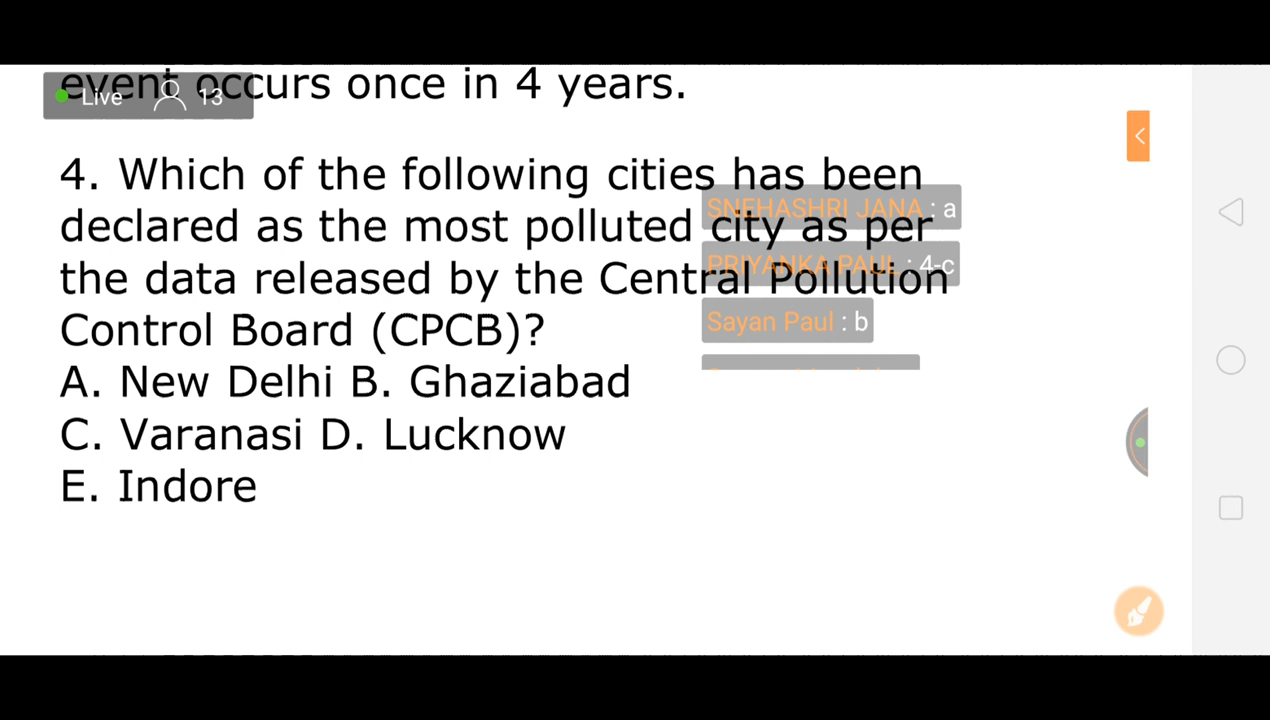 event occurs once in 4 years.
Live 13
4. Which of the following cities has been
declared as the most polluted city as per
the data released by the Central Pollution
Control Board (CPCB)?
A. New Delhi B. Ghaziabad
C. Varanasi D. Lucknow
E. Indore
SNEHASHRI JANA : a
PRIYANKA PAUL : 4-c
Sayan Paul : b